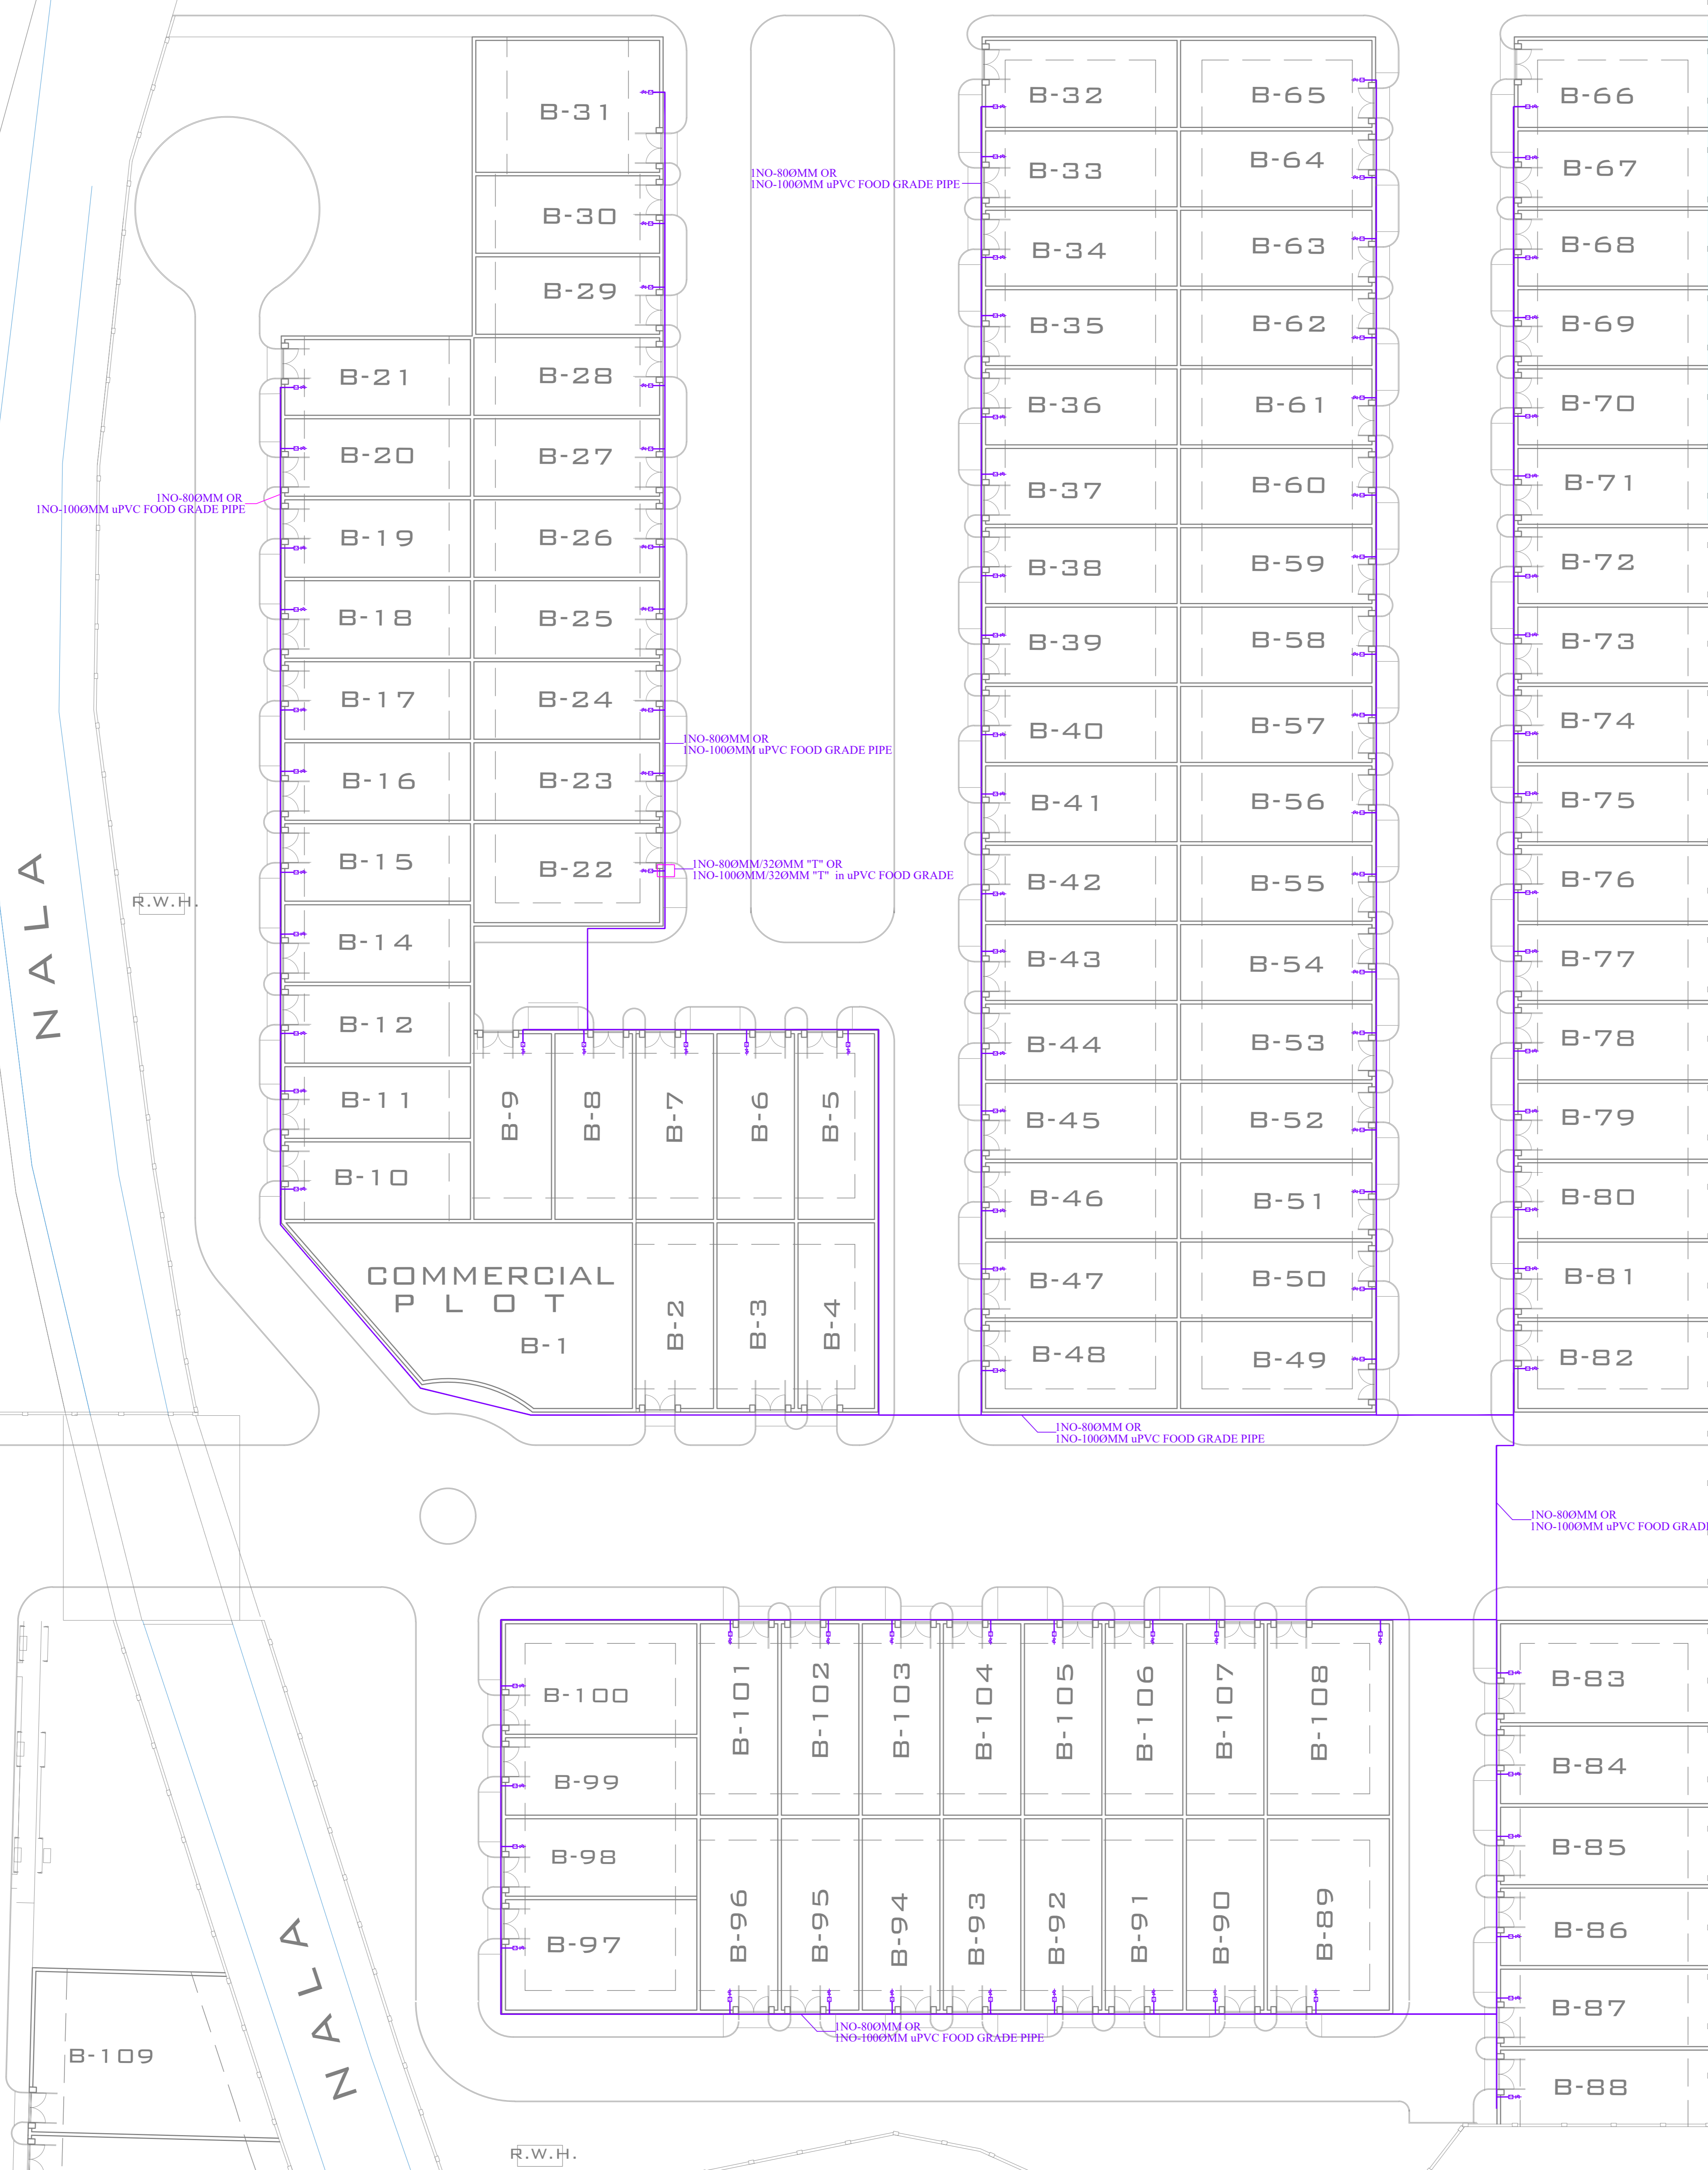 B-31
B-30
B-29
B-28
B-27
B-26
B-25
B-24
B-23
B-22
B-21
B-20
B-19
B-18
B-17
B-16
B-15
B-14
B-12
B-11
B-10
1NO-80ØMM OR
1NO-100ØMM uPVC FOOD GRADE PIPE
1NO-80ØMM OR
1NO-100ØMM uPVC FOOD GRADE PIPE
1NO-80ØMM/32ØMM "T" OR
1NO-100ØMM/32ØMM "T" in uPVC FOOD GRADE
NALA
R.W.H.
B-9
B-8
B-7
B-6
B-5
COMMERCIAL
PLOT
B-1
B-2
B-3
B-4
1NO-80ØMM OR
1NO-100ØMM uPVC FOOD GRADE PIPE
B-32
B-33
B-34
B-35
B-36
B-37
B-38
B-39
B-40
B-41
B-42
B-43
B-44
B-45
B-46
B-47
B-48
B-65
B-64
B-63
B-62
B-61
B-60
B-59
B-58
B-57
B-56
B-55
B-54
B-53
B-52
B-51
B-50
B-49
B-66
B-67
B-68
B-69
B-70
B-71
B-72
B-73
B-74
B-75
B-76
B-77
B-78
B-79
B-80
B-81
B-82
1NO-80ØMM OR
1NO-100ØMM uPVC FOOD GRADE PIPE
1NO-80ØMM OR
1NO-100ØMM uPVC FOOD GRAD
B-100
B-99
B-98
B-97
B-101
B-102
B-103
B-104
B-105
B-106
B-107
B-108
B-96
B-95
B-94
B-93
B-92
B-91
B-90
B-89
B-83
B-84
B-85
B-86
B-87
B-88
1NO-80ØMM OR
1NO-100ØMM uPVC FOOD GRADE PIPE
NALA
B-109
R.W.H.